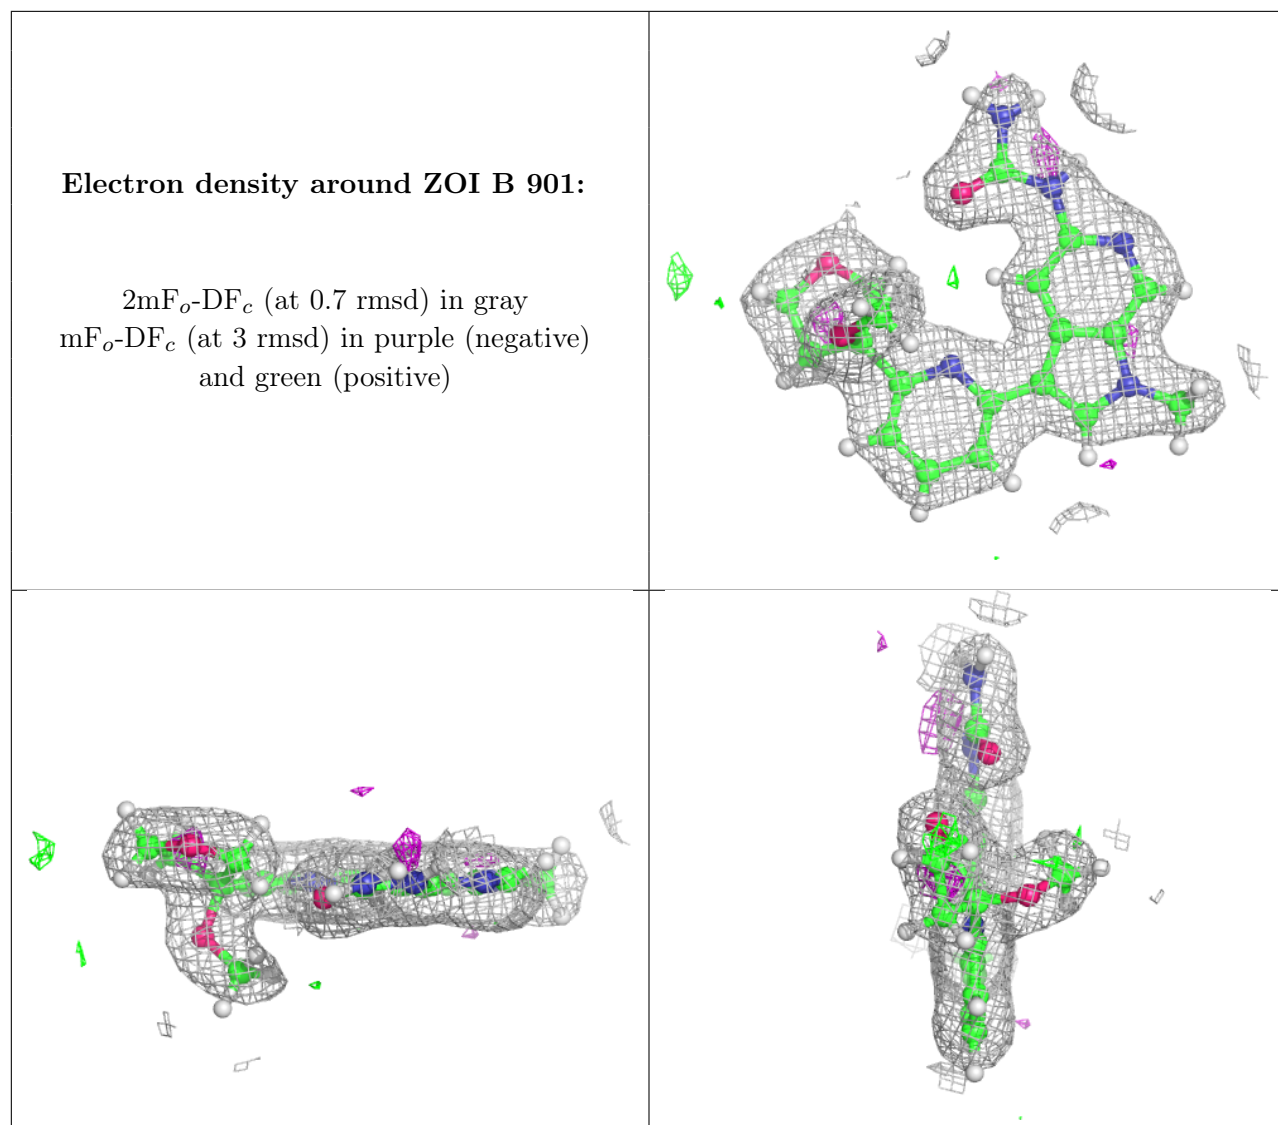 Electron density around ZOI B 901:
2mFo-DFc (at 0.7 rmsd) in gray
mFo-DFc (at 3 rmsd) in purple (negative)
and green (positive)